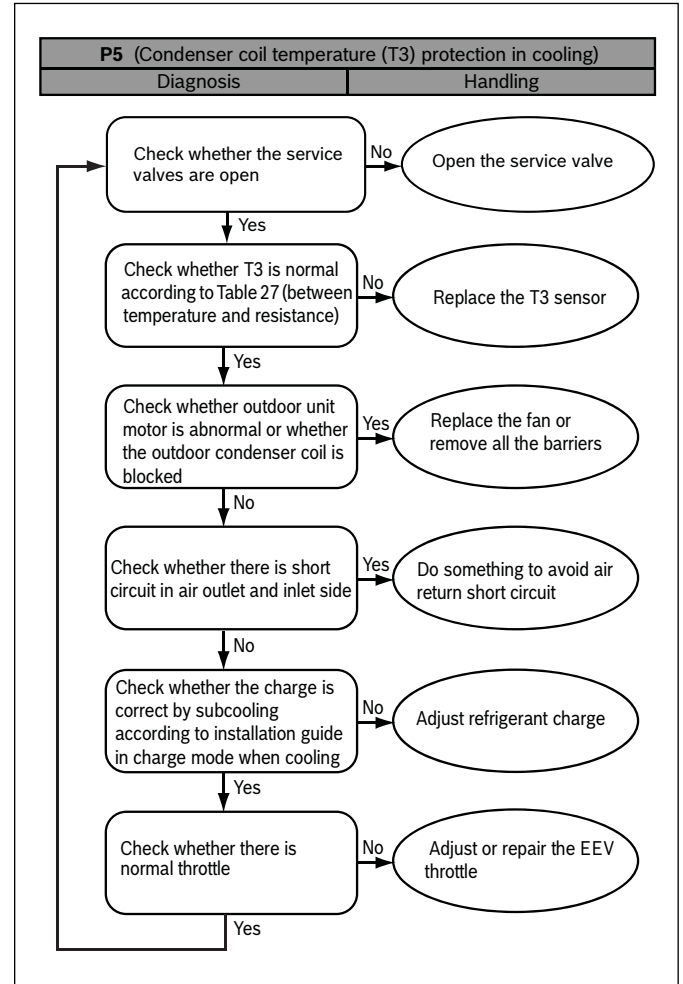 P5 (Condenser coil temperature (T3) protection in cooling)
Diagnosis
Handling
Check whether the service
valves are open
No
Open the service valve
Yes
Check whether T3 is normal
according to Table 27 (between
temperature and resistance)
No
Replace the T3 sensor
Yes
Check whether outdoor unit
motor is abnormal or whether
the outdoor condenser coil is
blocked
Yes
Replace the fan or
remove all the barriers
No
Check whether there is short
circuit in air outlet and inlet side
Yes
Do something to avoid air
return short circuit
No
Check whether the charge is
correct by subcooling
according to installation guide
in charge mode when cooling
No
Adjust refrigerant charge
Yes
Check whether there is
normal throttle
No
Adjust or repair the EEV
throttle
Yes